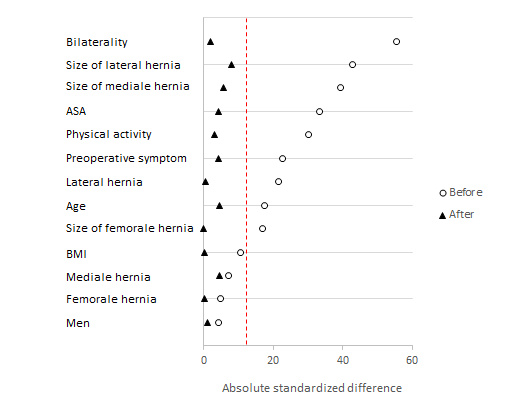 Bilaterality
Size of lateral hernia
Size of mediale hernia
ASA
Physical activity
Preoperative symptom
Lateral hernia
Age
Size of femorale hernia
BMI
Mediale hernia
Femorale hernia
Men
Before
After
0 20 40 60
Absolute standardized difference